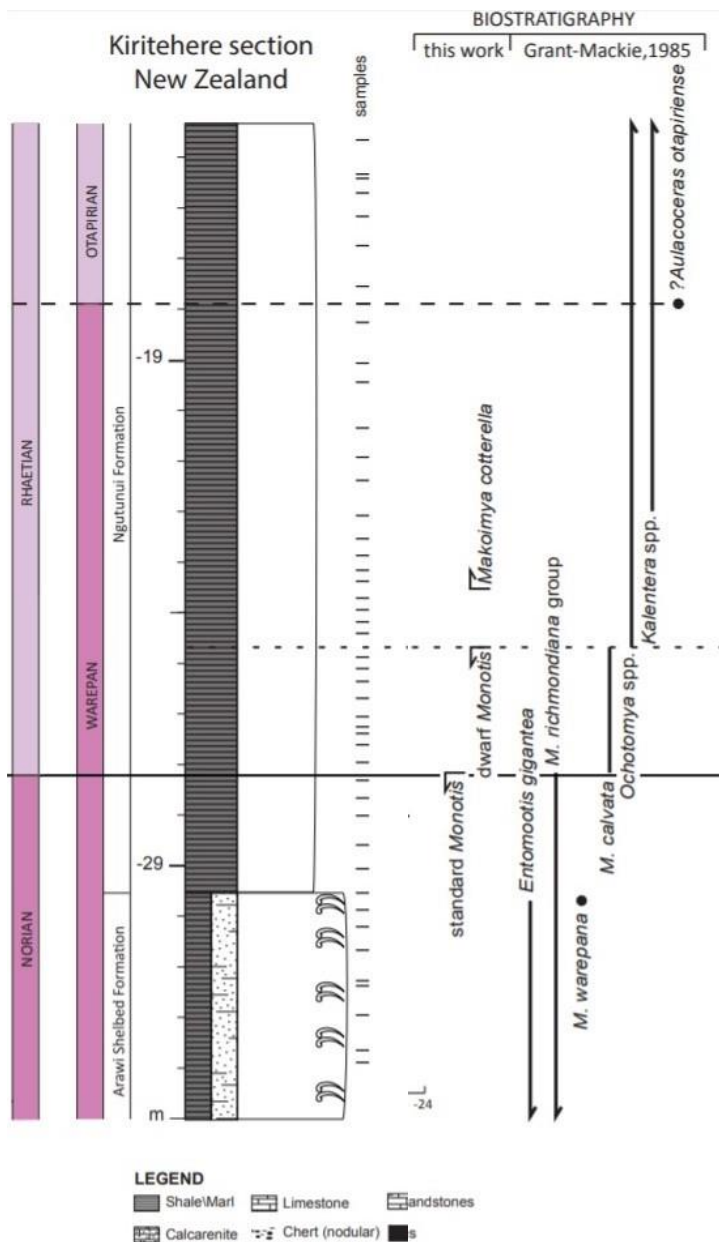 BIOSTRATIGRAPHY
Kiritehere section
New Zealand
this work
Grant-Mackie,1985
samples
?Aulacoceras otapiriense
OTAPIRIAN
-19
RHAETIAN
Ngutunui Formation
Makoimya cotterella
Kalentera spp.
M. richmondiana group
WAREPAN
dwarf Monotis
Ochotomya spp.
Entomootis gigantea
M. calvata
standard Monotis
-29
NORIAN
M. warepana
Arawi Shelbed Formation
-24
m
LEGEND
Shale\Marl
Limestone
andstones
Calcarenite
Chert (nodular)
s